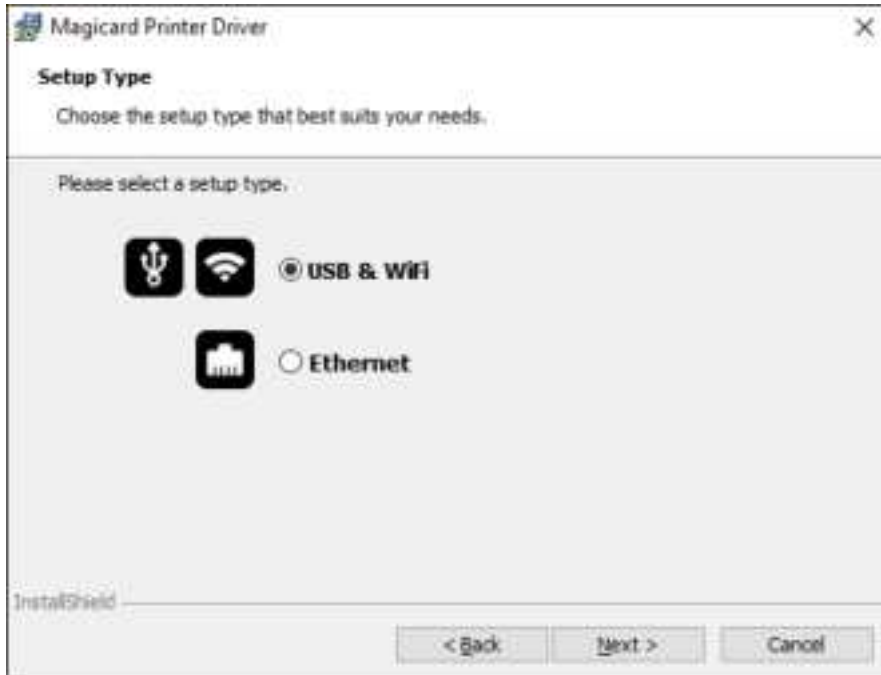 Magicard Printer Driver
Setup Type
Choose the setup type that best suits your needs.
Please select a setup type.
USB & WiFi
Ethernet
InstallShield
< Back
Next >
Cancel